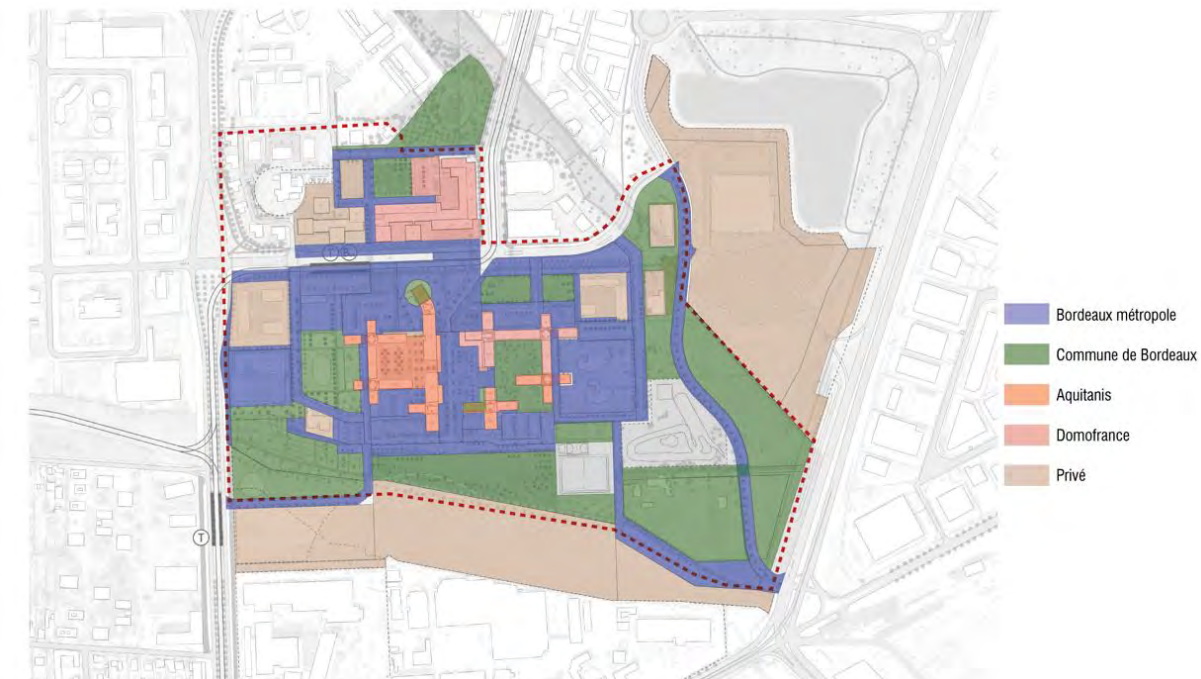 T B
Bordeaux métropole
Commune de Bordeaux
Aquitanis
Domofrance
Privé
T